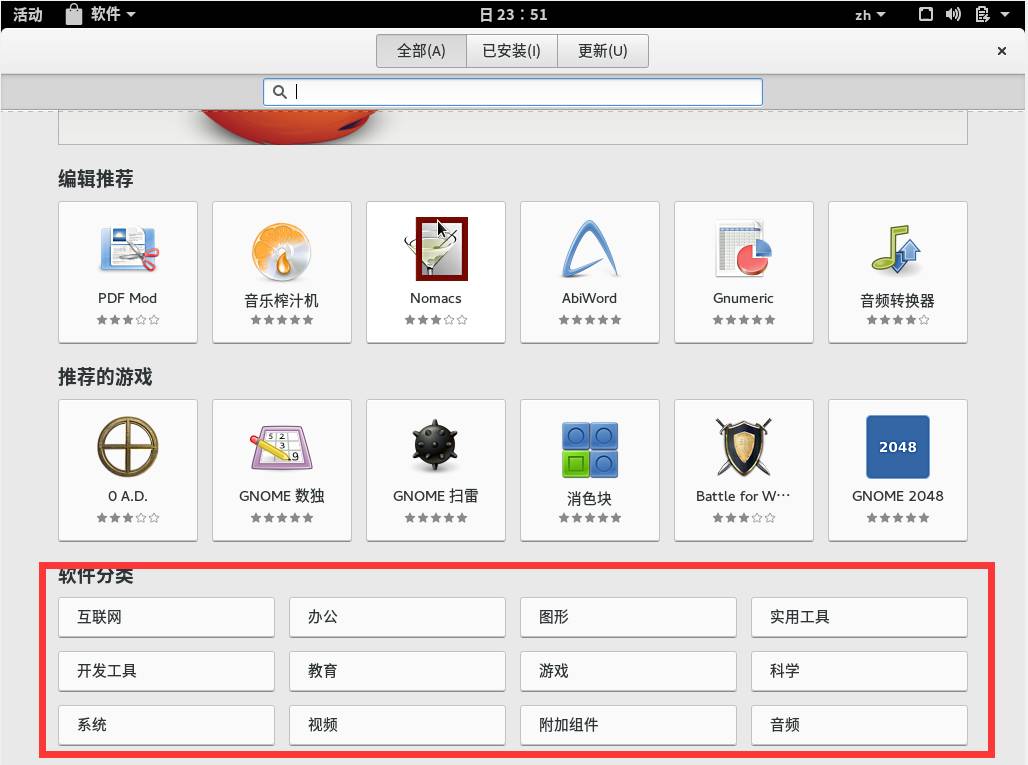 活动 软件 日 23：51 zh
全部(A) 已安装(I) 更新(U)
编辑推荐
PDF Mod 音乐榨汁机 Nomacs AbiWord Gnumeric 音频转换器
推荐的游戏
5 2 3 9 2048
0 A.D. GNOME 数独 GNOME 扫雷 消色块 Battle for W⋯ GNOME 2048
软件分类
互联网 办公 图形 实用工具
开发工具 教育 游戏 科学
系统 视频 附加组件 音频